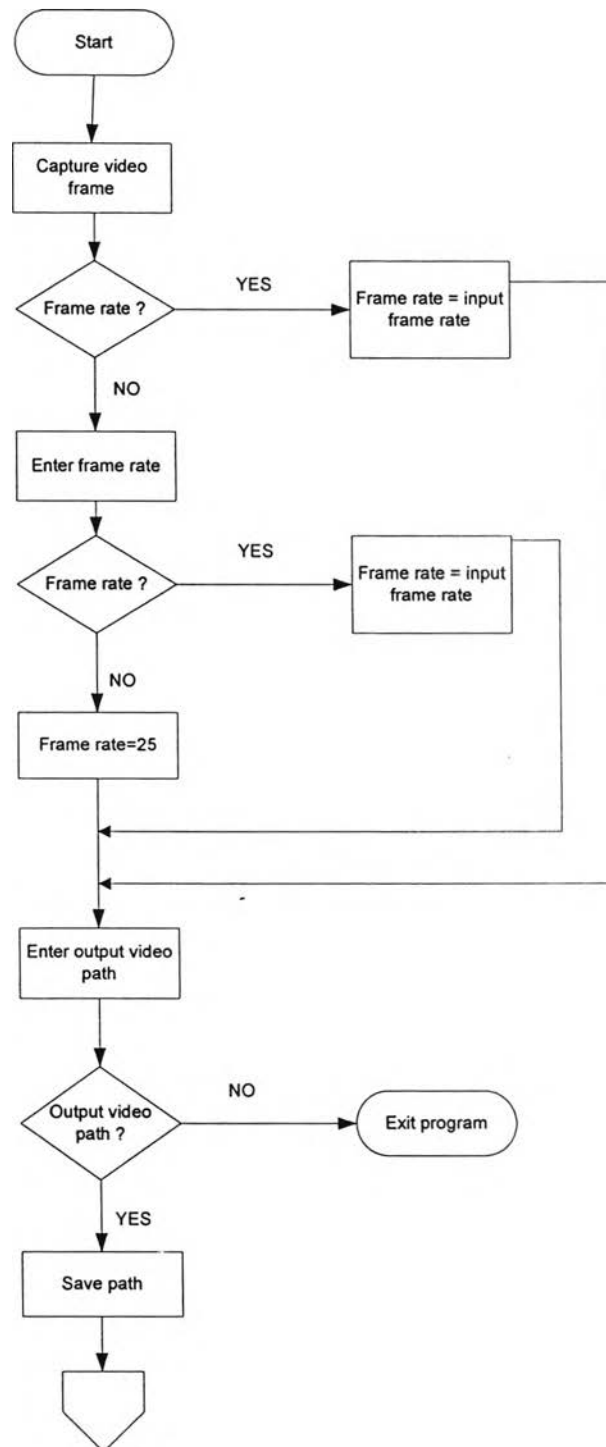 Start
Capture video
frame
Frame rate ?
YES
Frame rate = input
frame rate
NO
Enter frame rate
Frame rate ?
YES
Frame rate = input
frame rate
NO
Frame rate=25
Enter output video
path
Output video
path ?
NO
Exit program
YES
Save path